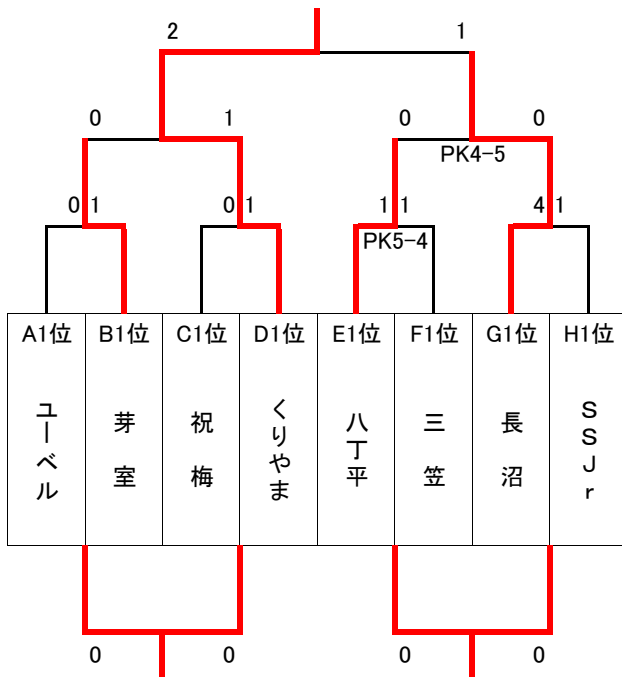 2 1
0 1 0 0
PK4-5
0 1 0 1 1 1 4 1
PK5-4
A1位 B1位 C1位 D1位 E1位 F1位 G1位 H1位
ユーベル 芽室 祝梅 くりやま 八丁平 三笠 長沼 SSJr
0 0 0 0